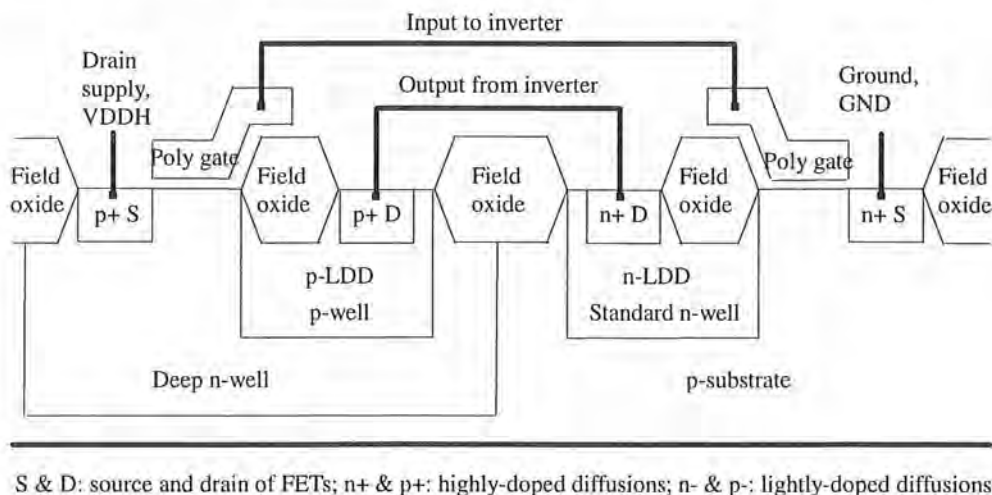 Input to inverter
Drain
supply,
VDDH
Output from inverter
Ground,
GND
Poly gate
Poly gate
Field
oxide
p+ S
Field
oxide
p+ D
Field
oxide
n+ D
Field
oxide
n+ S
Field
oxide
p-LDD
p-well
n-LDD
Standard n-well
Deep n-well
p-substrate
S & D: source and drain of FETs; n+ & p+: highly-doped diffusions; n- & p-: lightly-doped diffusions